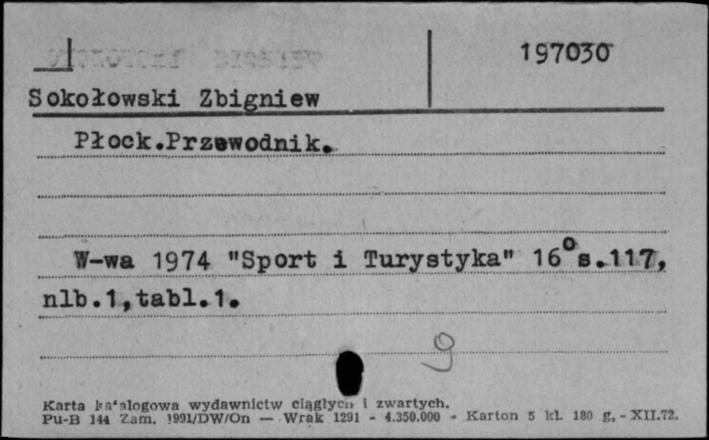 197030
Sokołowski Zbigniew
Płock.Przewodnik.
W-wa 1974 "Sport i Turystyka" 16° s.117,
nlb.1,tabl.1.
9
Karta katalogowa wydawnictw ciągłych i zwartych.
Pu-B 144 Zam. 1991/DW/On — Wrak 1291 - 4.350.000 - Karton 5 kl. 180 g. - XII.72.